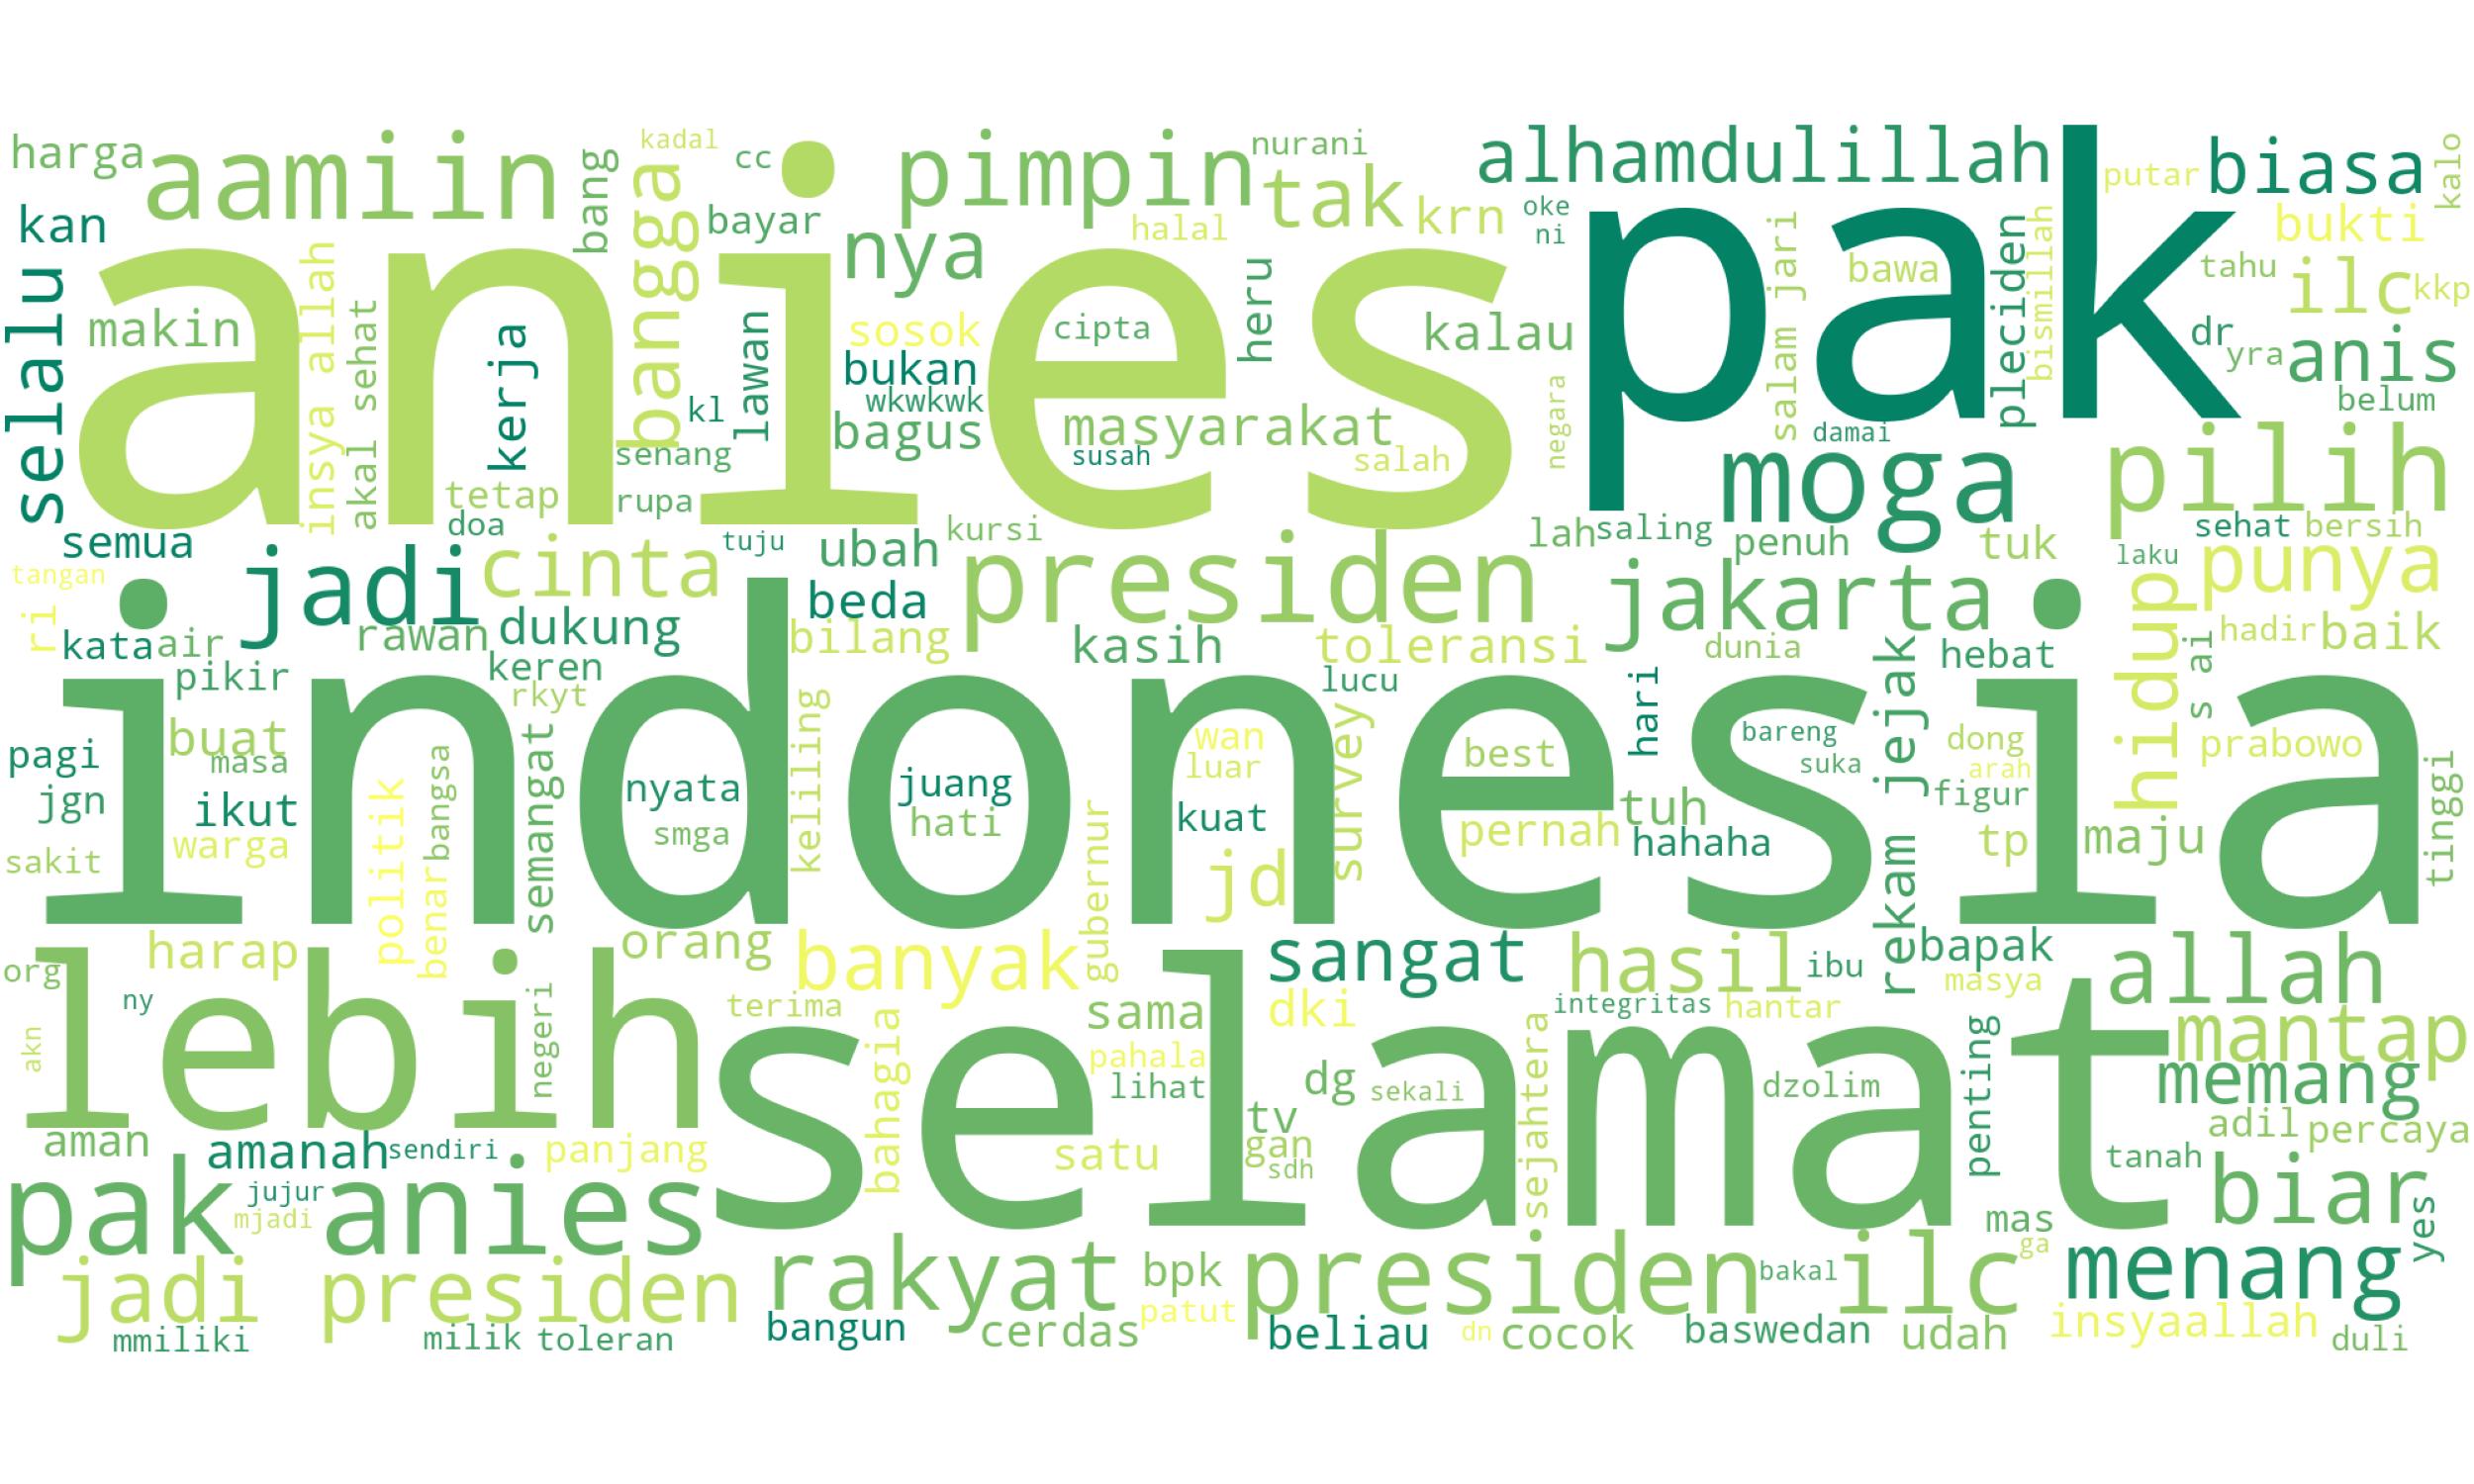 harga
aamiin
bang
kadal
cc
pimpin
nurani
alhamdulillah
putar
biasa
kalo
kan
bangga
bayar
halal
tak
krn
oke
ni
pak
bukti
selalu
anies
nya
heru
salam jari
bawa
pleciden
bismillah
tahu
ilc
kkp
makin
insya allah
akal sehat
kerja
lawan
sosok
cipta
kalau
dr
yra
anis
kl
bukan
wkwkwk
bagus
masyarakat
negara
belum
senang
susah
salah
damai
moga
pilih
tetap
rupa
doa
kursi
lah
saling
penuh
tuk
sehat
bersih
semua
jadi
cinta
tuju
ubah
presiden
jakarta
laku
punya
tangan
ri
beda
hidup
kata
air
rawan
dukung
bilang
kasih
toleransi
dunia
rekam jejak
hebat
s al
hadir
baik
pikir
keren
rkyt
lucu
hari
indonesia
pagi
buat
masa
politik
bangsa
semangat
nyata
keliling
juang
wan
luar
survey
best
bareng
suka
dong
arah
prabowo
tinggi
jgn
ikut
smga
hati
kuat
tuh
figur
sakit
warga
benar
gubernur
jd
pernah
hahaha
tp
maju
org
harap
orang
banyak
sangat
hasil
ibu
bapak
masya
allah
ny
lebih
negeri
terima
sama
dki
integritas
hantar
mantap
akn
bahagia
selamat
pahala
lihat
dg
sekali
sejahtera
dzolim
penting
memang
tv
aman
amanah
sendiri
panjang
satu
gan
sdh
tanah
adil
percaya
pak anies
jujur
mjadi
biar
mas
ga
yes
jadi presiden
rakyat
bpk
presiden ilc
bakal
menang
patut
mmiliki
milik
toleran
bangun
cerdas
beliau
dn
cocok
baswedan
udah
insyaallah
duli